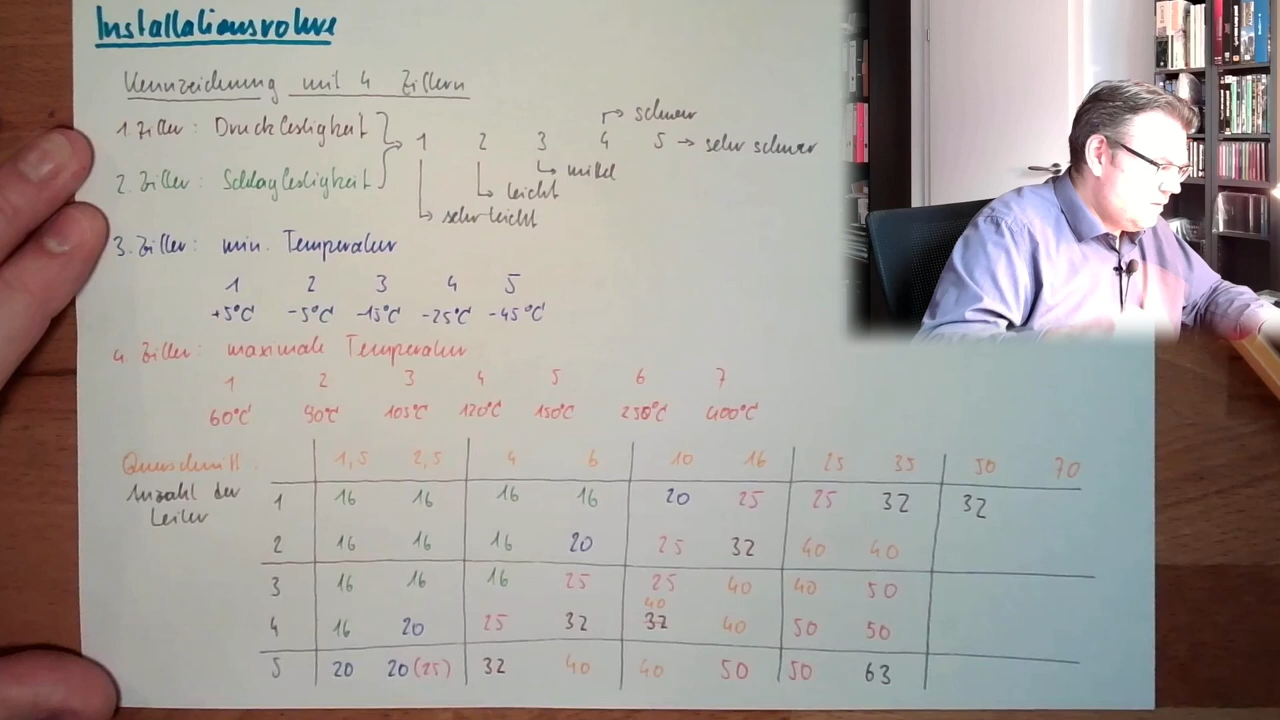 Installationsrohre
Kennzeichnung mit 4 Ziffern
1. Ziffer: Druckfestigkeit
2. Ziffer: Schlagfestigkeit
1 2 3 4 5 → sehr schwer
schwer
mittel
leicht
sehr leicht
3. Ziffer: min. Temperatur
1 2 3 4 5
+5°C -5°C -15°C -25°C -45°C
4. Ziffer: maximale Temperatur
1 2 3 4 5 6 7
60°C 90°C 105°C 120°C 150°C 250°C 400°C
Querschnitt 1,5 2,5 4 6 10 16 25 35 50 70
Anzahl der
Leiter
1 16 16 16 16 20 25 25 32 32
2 16 16 16 20 25 32 40 40
3 16 16 16 25 25 40 40 50
40
4 16 20 25 32 32 40 50 50
5 20 20 (25) 32 40 40 50 50 63